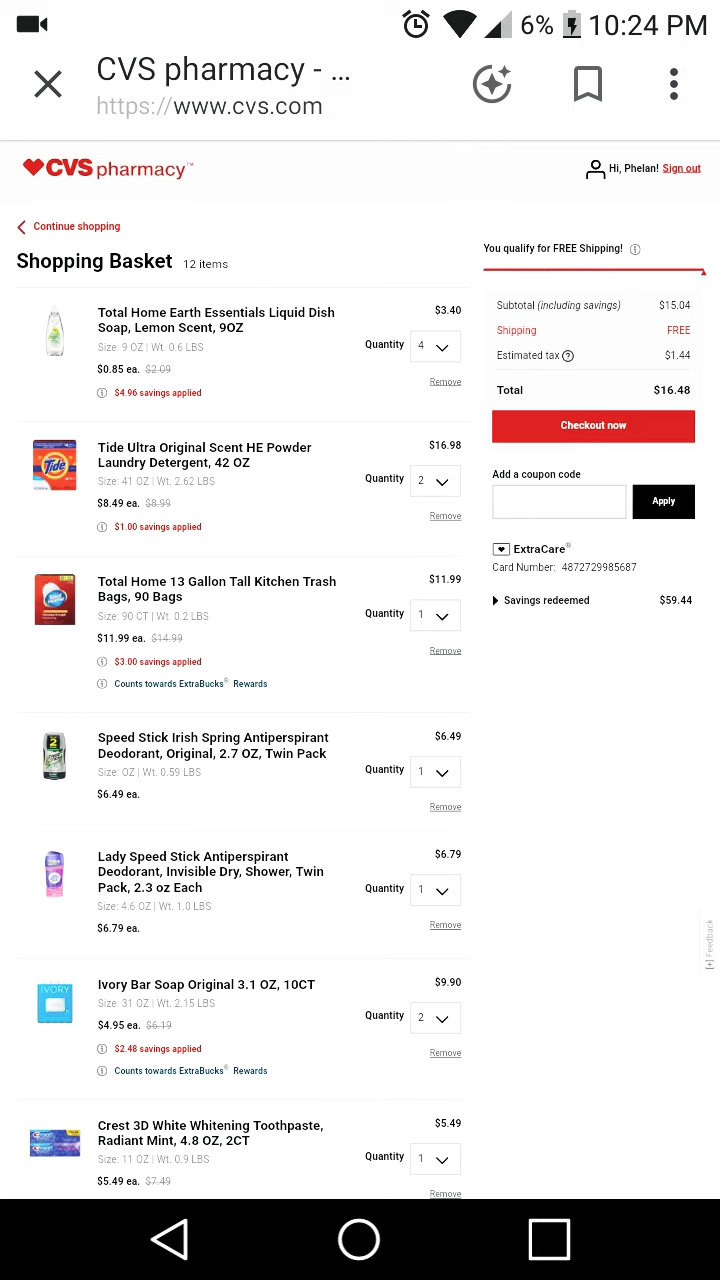 6% 10:24 PM
CVS pharmacy - ...
https://www.cvs.com
CVS pharmacy™
Hi, Phelan! Sign out
Continue shopping
Shopping Basket 12 items
Total Home Earth Essentials Liquid Dish
Soap, Lemon Scent, 9OZ
Size: 9 OZ | Wt. 0.6 LBS
$0.85 ea. $2.09
$4.96 savings applied
$3.40
Quantity 4
Remove
Tide Ultra Original Scent HE Powder
Laundry Detergent, 42 OZ
Size: 41 OZ | Wt. 2.62 LBS
$8.49 ea. $8.99
$1.00 savings applied
$16.98
Quantity 2
Remove
Tide
Total Home 13 Gallon Tall Kitchen Trash
Bags, 90 Bags
Size: 90 CT | Wt. 0.2 LBS
$11.99 ea. $14.99
$3.00 savings applied
Counts towards ExtraBucks® Rewards
$11.99
Quantity 1
Remove
Speed Stick Irish Spring Antiperspirant
Deodorant, Original, 2.7 OZ, Twin Pack
Size: OZ | Wt. 0.59 LBS
$6.49 ea.
$6.49
Quantity 1
Remove
Lady Speed Stick Antiperspirant
Deodorant, Invisible Dry, Shower, Twin
Pack, 2.3 oz Each
Size: 4.6 OZ | Wt. 1.0 LBS
$6.79 ea.
$6.79
Quantity 1
Remove
Ivory Bar Soap Original 3.1 OZ, 10CT
Size: 31 OZ | Wt. 2.15 LBS
$4.95 ea. $6.19
$2.48 savings applied
Counts towards ExtraBucks® Rewards
$9.90
Quantity 2
Remove
IVORY
Crest 3D White Whitening Toothpaste,
Radiant Mint, 4.8 OZ, 2CT
Size: 11 OZ | Wt. 0.9 LBS
$5.49 ea. $7.49
$5.49
Quantity 1
Remove
You qualify for FREE Shipping!
Subtotal (including savings) $15.04
Shipping FREE
Estimated tax $1.44
Total $16.48
Checkout now
Add a coupon code
Apply
ExtraCare®
Card Number: 4872729985687
Savings redeemed $59.44
[+] Feedback